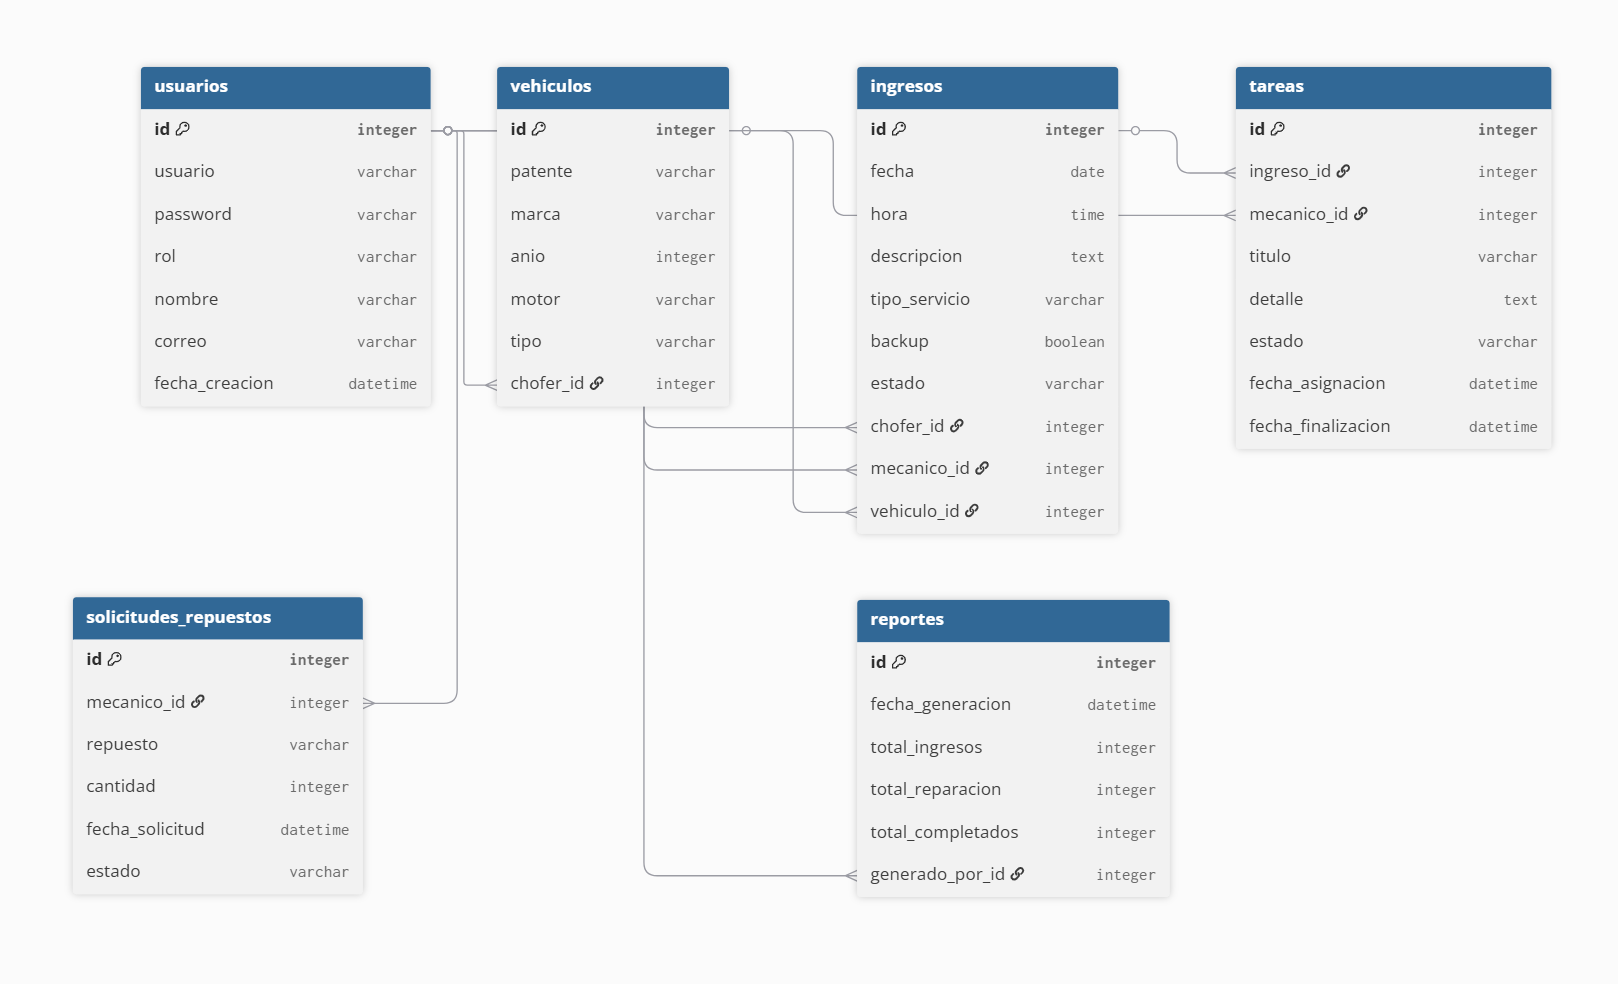 usuarios
id integer
usuario varchar
password varchar
rol varchar
nombre varchar
correo varchar
fecha_creacion datetime
vehiculos
id integer
patente varchar
marca varchar
anio integer
motor varchar
tipo varchar
chofer_id integer
ingresos
id integer
fecha date
hora time
descripcion text
tipo_servicio varchar
backup boolean
estado varchar
chofer_id integer
mecanico_id integer
vehiculo_id integer
tareas
id integer
ingreso_id integer
mecanico_id integer
titulo varchar
detalle text
estado varchar
fecha_asignacion datetime
fecha_finalizacion datetime
solicitudes_repuestos
id integer
mecanico_id integer
repuesto varchar
cantidad integer
fecha_solicitud datetime
estado varchar
reportes
id integer
fecha_generacion datetime
total_ingresos integer
total_reparacion integer
total_completados integer
generado_por_id integer